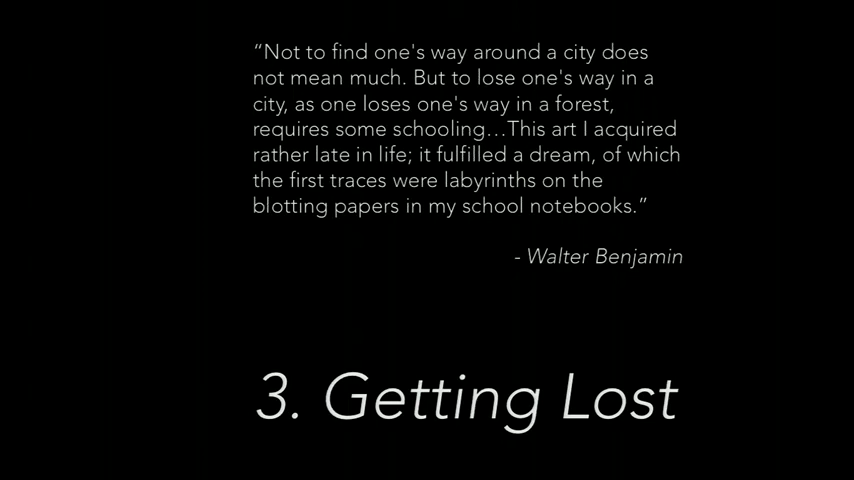 “Not to find one's way around a city does
not mean much. But to lose one's way in a
city, as one loses one's way in a forest,
requires some schooling…This art I acquired
rather late in life; it fulfilled a dream, of which
the first traces were labyrinths on the
blotting papers in my school notebooks.”
- Walter Benjamin
3. Getting Lost